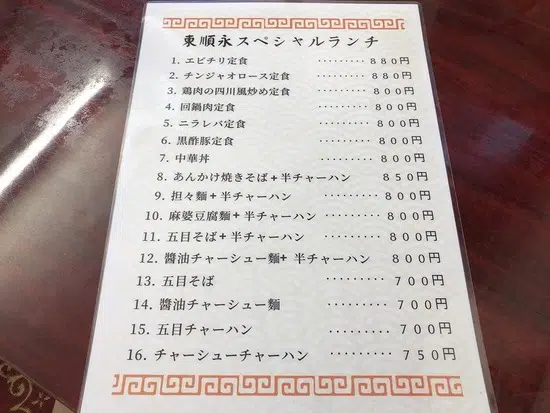 東順永スペシャルランチ
1. エビチリ定食 ········· 880円
2. チンジャオロース定食 ········· 880円
3. 鶏肉の四川風炒め定食 ········· 800円
4. 回鍋肉定食 ········· 800円
5. ニラレバ定食 ········· 800円
6. 黒酢豚定食 ········· 800円
7. 中華丼 ········· 800円
8. あんかけ焼きそば+半チャーハン 850円
9. 担々麺+半チャーハン ········· 800円
10. 麻婆豆腐麺+半チャーハン ········· 800円
11. 五目そば+半チャーハン ········· 800円
12. 醬油チャーシュー麺+ 半チャーハン 800円
13. 五目そば ········· 700円
14. 醬油チャーシュー麺 ········· 700円
15. 五目チャーハン ········· 700円
16. チャーシューチャーハン ········· 750円